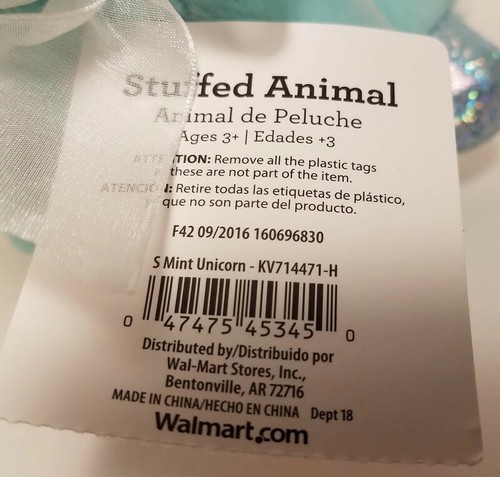 Stuffed Animal
Animal de Peluche
Ages 3+ | Edades +3
ATTENTION: Remove all the plastic tags
these are not part of the item.
ATENCIÓN: Retire todas las etiquetas de plástico,
que no son parte del producto.
F42 09/2016 160696830
S Mint Unicorn - KV714471-H
0 47475 45345 0
Distributed by/Distribuido por
Wal-Mart Stores, Inc.,
Bentonville, AR 72716
MADE IN CHINA/HECHO EN CHINA Dept 18
Walmart.com